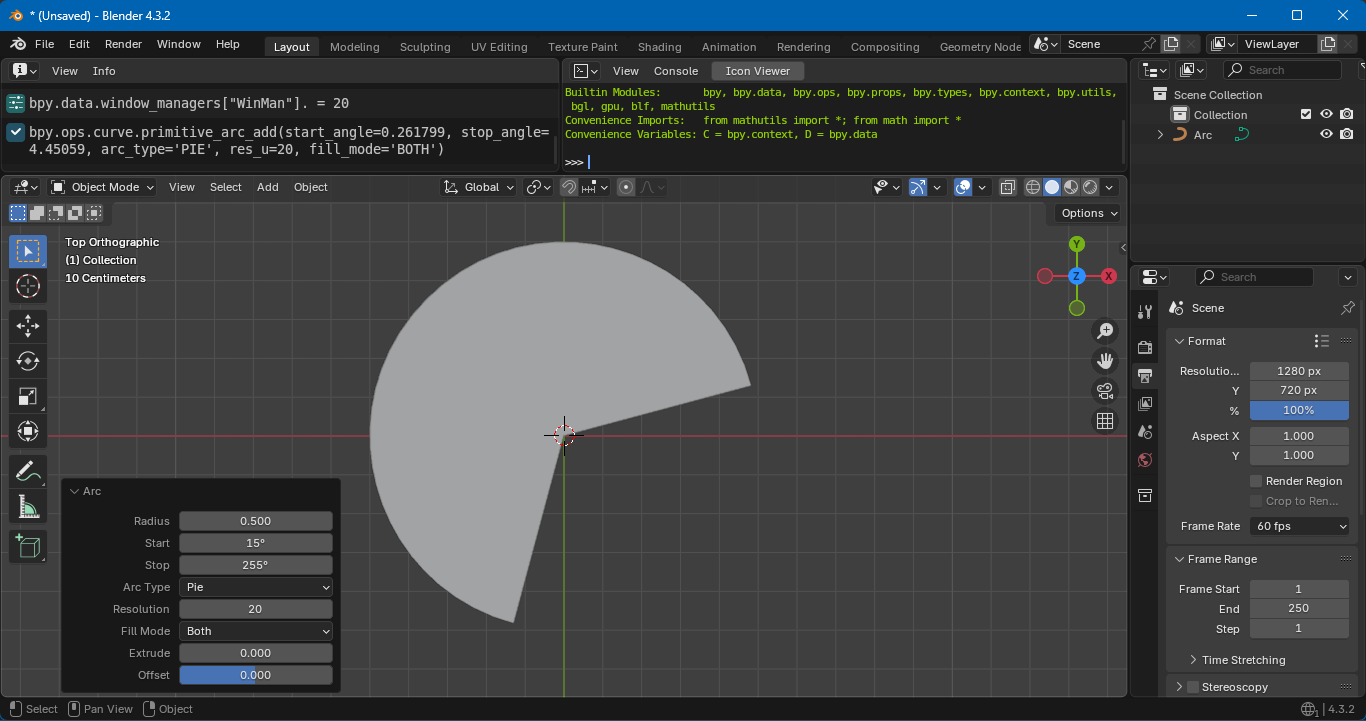 * (Unsaved) - Blender 4.3.2
File Edit Render Window Help
Layout Modeling Sculpting UV Editing Texture Paint Shading Animation Rendering Compositing Geometry Node
Scene
ViewLayer
View Info
bpy.data.window_managers["WinMan"]. = 20
bpy.ops.curve.primitive_arc_add(start_angle=0.261799, stop_angle=
4.45059, arc_type='PIE', res_u=20, fill_mode='BOTH')
View Console Icon Viewer
Builtin Modules: bpy, bpy.data, bpy.ops, bpy.props, bpy.types, bpy.context, bpy.utils,
bgl, gpu, blf, mathutils
Convenience Imports: from mathutils import *; from math import *
Convenience Variables: C = bpy.context, D = bpy.data
>>>
Search
Scene Collection
Collection
Arc
Object Mode View Select Add Object
Global
Options
Top Orthographic
(1) Collection
10 Centimeters
Y
Z
X
Arc
Radius 0.500
Start 15°
Stop 255°
Arc Type Pie
Resolution 20
Fill Mode Both
Extrude 0.000
Offset 0.000
Search
Scene
Format
Resolutio... 1280 px
Y 720 px
% 100%
Aspect X 1.000
Y 1.000
Render Region
Crop to Ren...
Frame Rate 60 fps
Frame Range
Frame Start 1
End 250
Step 1
Time Stretching
Stereoscopy
Select Pan View Object
1 | 4.3.2